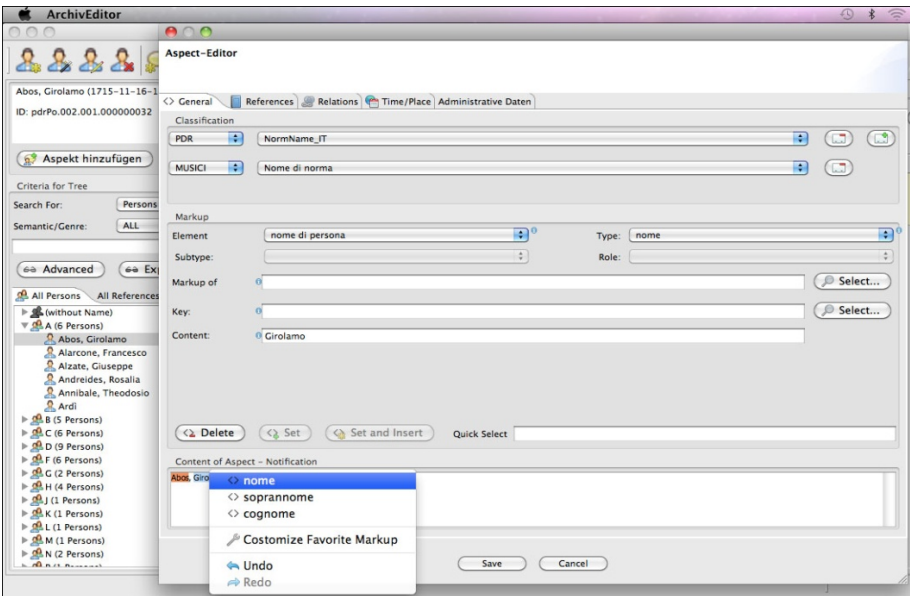 ArchivEditor
Aspect-Editor
Abos, Girolamo (1715-11-16-1
ID: pdrPo.002.001.000000032
Aspekt hinzufügen
Criteria for Tree
Search For: Persons
Semantic/Genre: ALL
Advanced Exp
All Persons All References
(without Name)
A (6 Persons)
Abos, Girolamo
Alarcone, Francesco
Alzate, Giuseppe
Andreides, Rosalia
Annibale, Theodosio
Ardi
B (5 Persons)
C (6 Persons)
D (9 Persons)
F (6 Persons)
G (2 Persons)
H (4 Persons)
J (1 Persons)
K (1 Persons)
L (1 Persons)
M (1 Persons)
N (2 Persons)
<> General References Relations Time/Place Administrative Daten
Classification
PDR NormName_IT
MUSICI Nome di norma
Markup
Element nome di persona Type: nome
Subtype: Role:
Markup of Select...
Key: Select...
Content: Girolamo
Delete Set Set and Insert Quick Select
Content of Aspect - Notification
Abos, Giro
<> nome
<> soprannome
<> cognome
Costomize Favorite Markup
Undo
Redo
Save Cancel